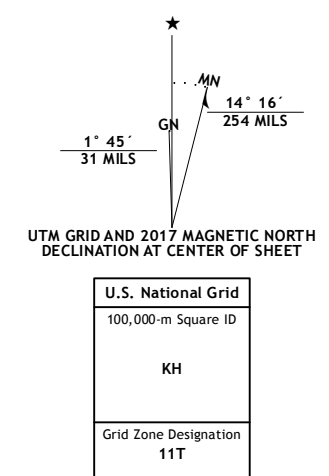 MN
14° 16´
254 MILS
GN
1° 45´
31 MILS
UTM GRID AND 2017 MAGNETIC NORTH
DECLINATION AT CENTER OF SHEET
U.S. National Grid
100,000-m Square ID
KH
Grid Zone Designation
11T